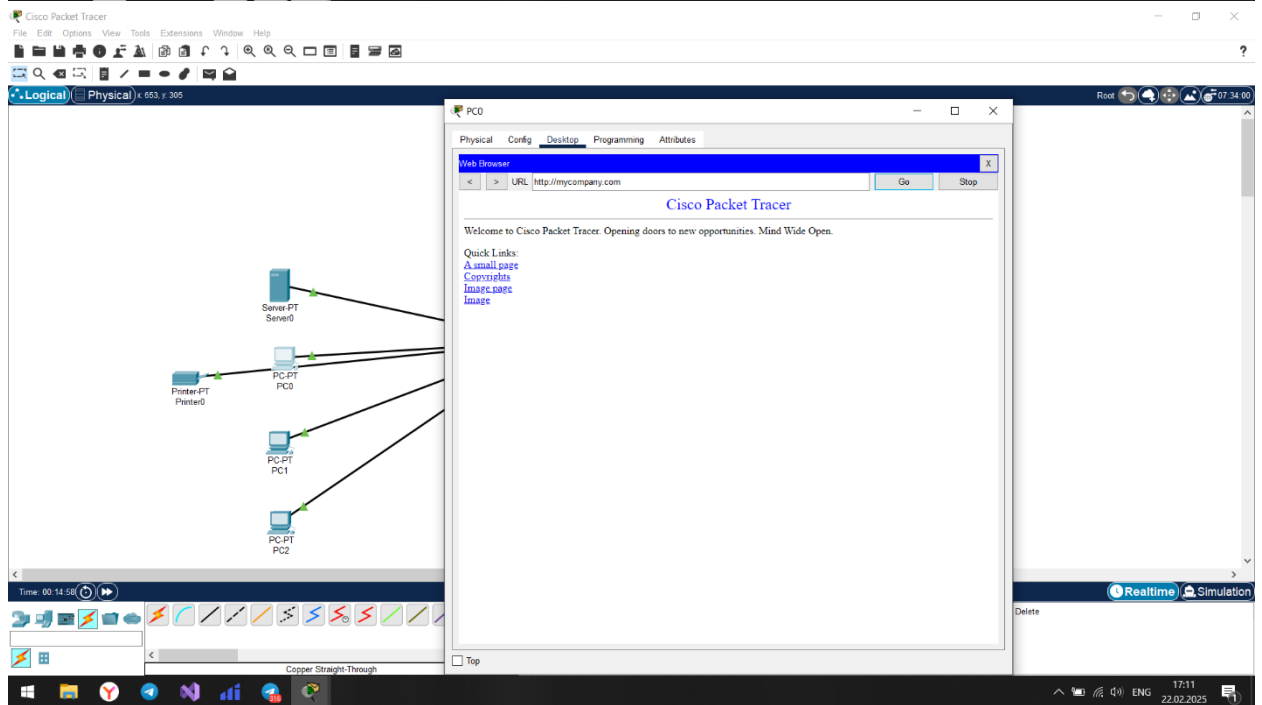 Cisco Packet Tracer
File Edit Options View Tools Extensions Window Help
?
Logical Physical x: 653, y: 305
Root 07:34:00
PC0
Physical Config Desktop Programming Attributes
Web Browser X
< > URL http://mycompany.com Go Stop
Cisco Packet Tracer
Welcome to Cisco Packet Tracer. Opening doors to new opportunities. Mind Wide Open.
Quick Links:
A small page
Copyrights
Image page
Image
Server-PT
Server0
PC-PT
PC0
Printer-PT
Printer0
PC-PT
PC1
PC-PT
PC2
Time: 00:14:58
Realtime Simulation
Delete
Copper Straight-Through
Top
ENG
17:11
22.02.2025